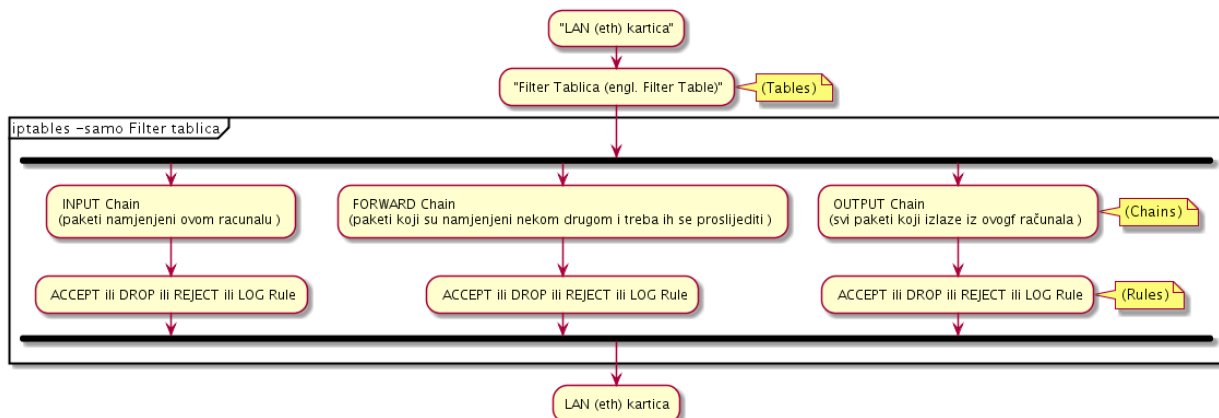 "LAN (eth) kartica"
"Filter Tablica (engl. Filter Table)"
(Tables)
iptables -samo Filter tablica
INPUT Chain
(paketi namjenjeni ovom racunalu )
FORWARD Chain
(paketi koji su namjenjeni nekom drugom i treba ih se proslijediti )
OUTPUT Chain
(svi paketi koji izlaze iz ovogf računala )
(Chains)
ACCEPT ili DROP ili REJECT ili LOG Rule
ACCEPT ili DROP ili REJECT ili LOG Rule
ACCEPT ili DROP ili REJECT ili LOG Rule
(Rules)
LAN (eth) kartica